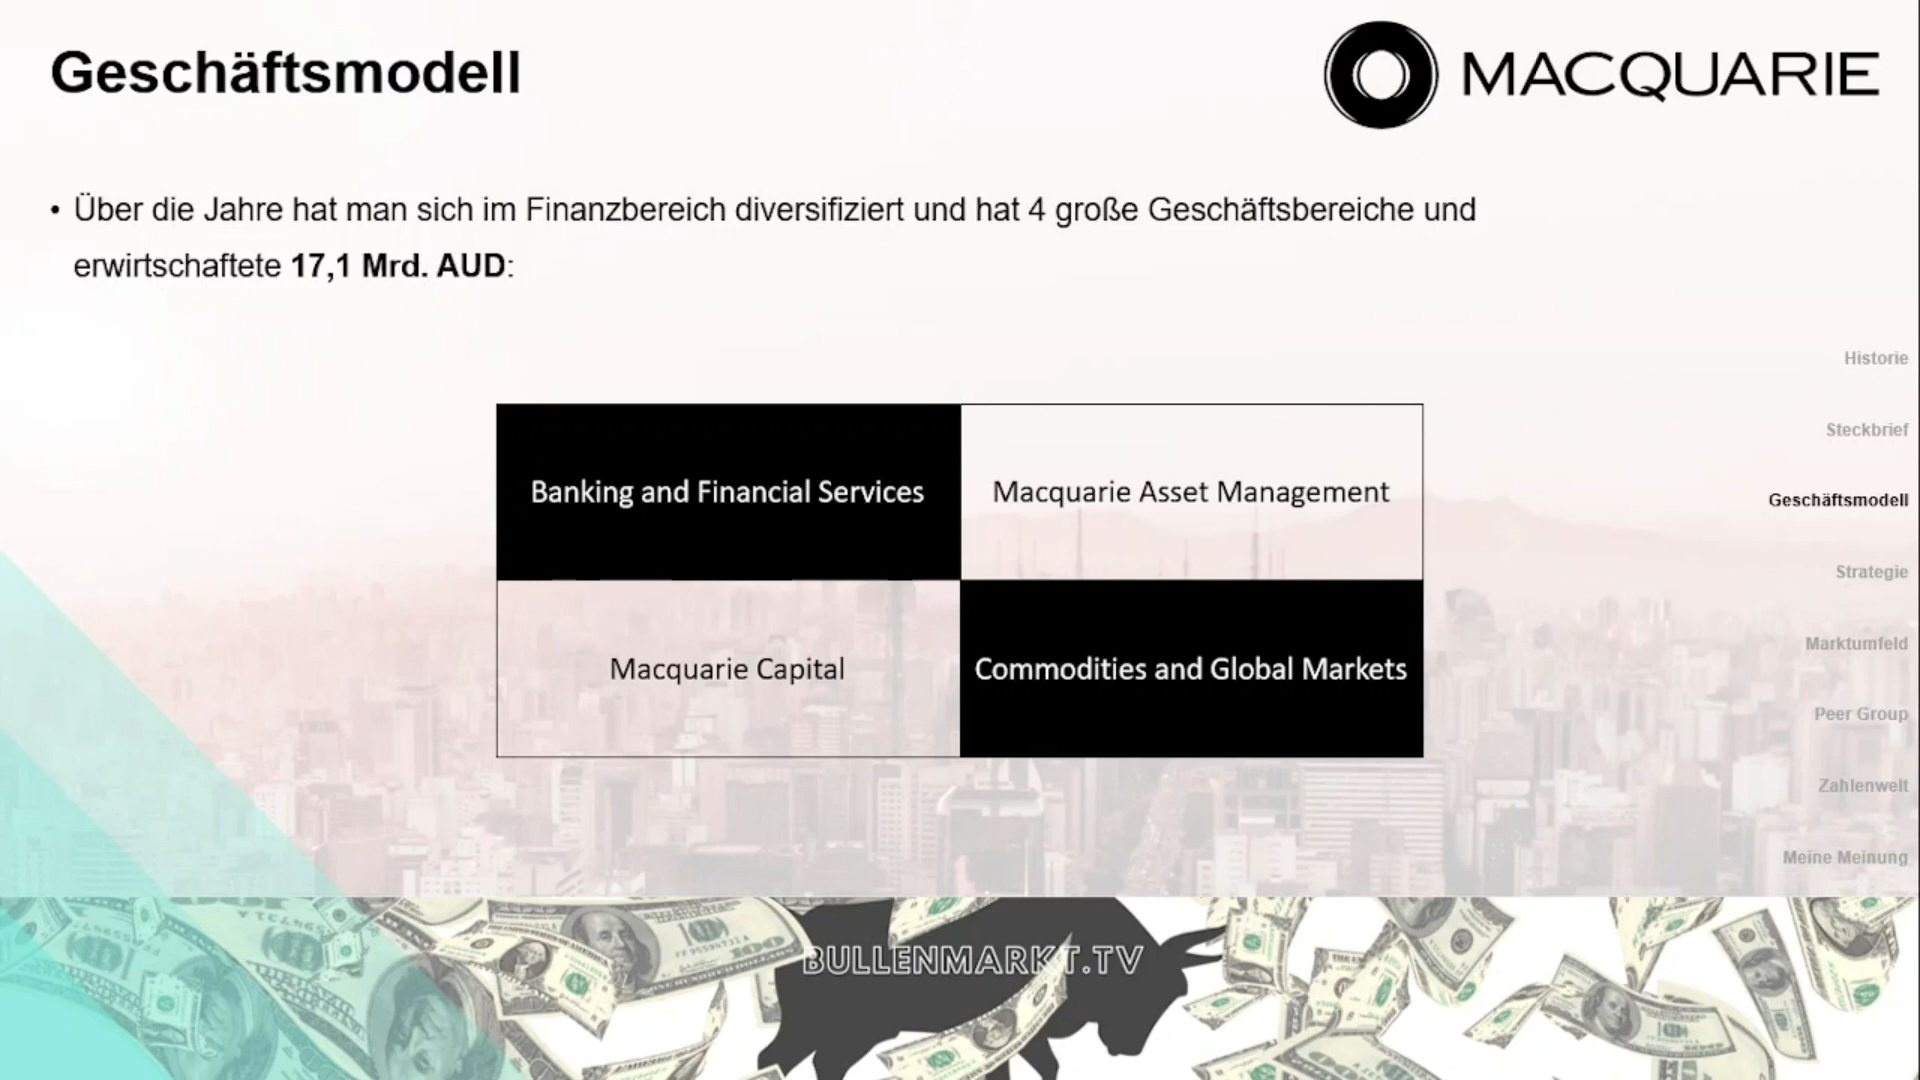 Geschäftsmodell
MACQUARIE
• Über die Jahre hat man sich im Finanzbereich diversifiziert und hat 4 große Geschäftsbereiche und
erwirtschaftete 17,1 Mrd. AUD:
Banking and Financial Services
Macquarie Asset Management
Macquarie Capital
Commodities and Global Markets
Historie
Steckbrief
Geschäftsmodell
Strategie
Marktumfeld
Peer Group
Zahlenwelt
Meine Meinung
BULLENMARKT.TV